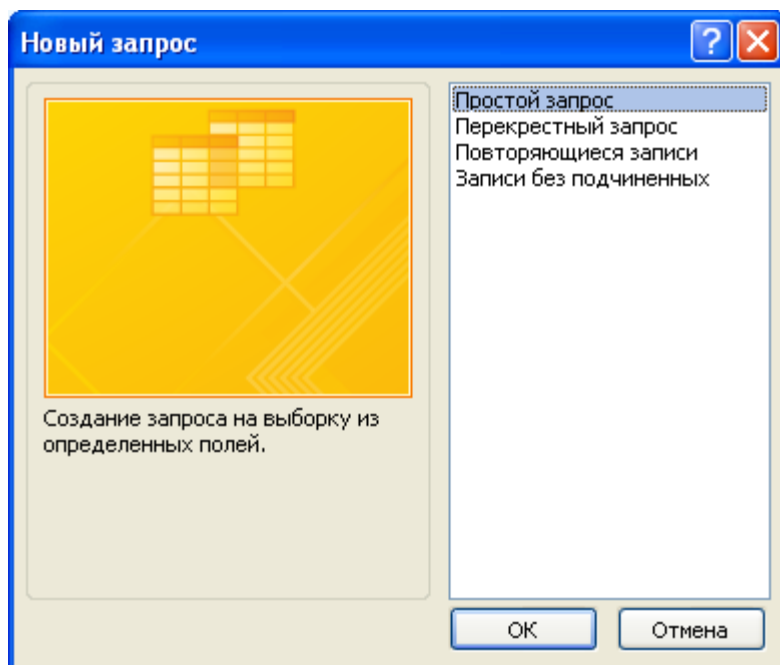 Новый запрос
Создание запроса на выборку из
определенных полей.
Простой запрос
Перекрестный запрос
Повторяющиеся записи
Записи без подчиненных
ОК
Отмена